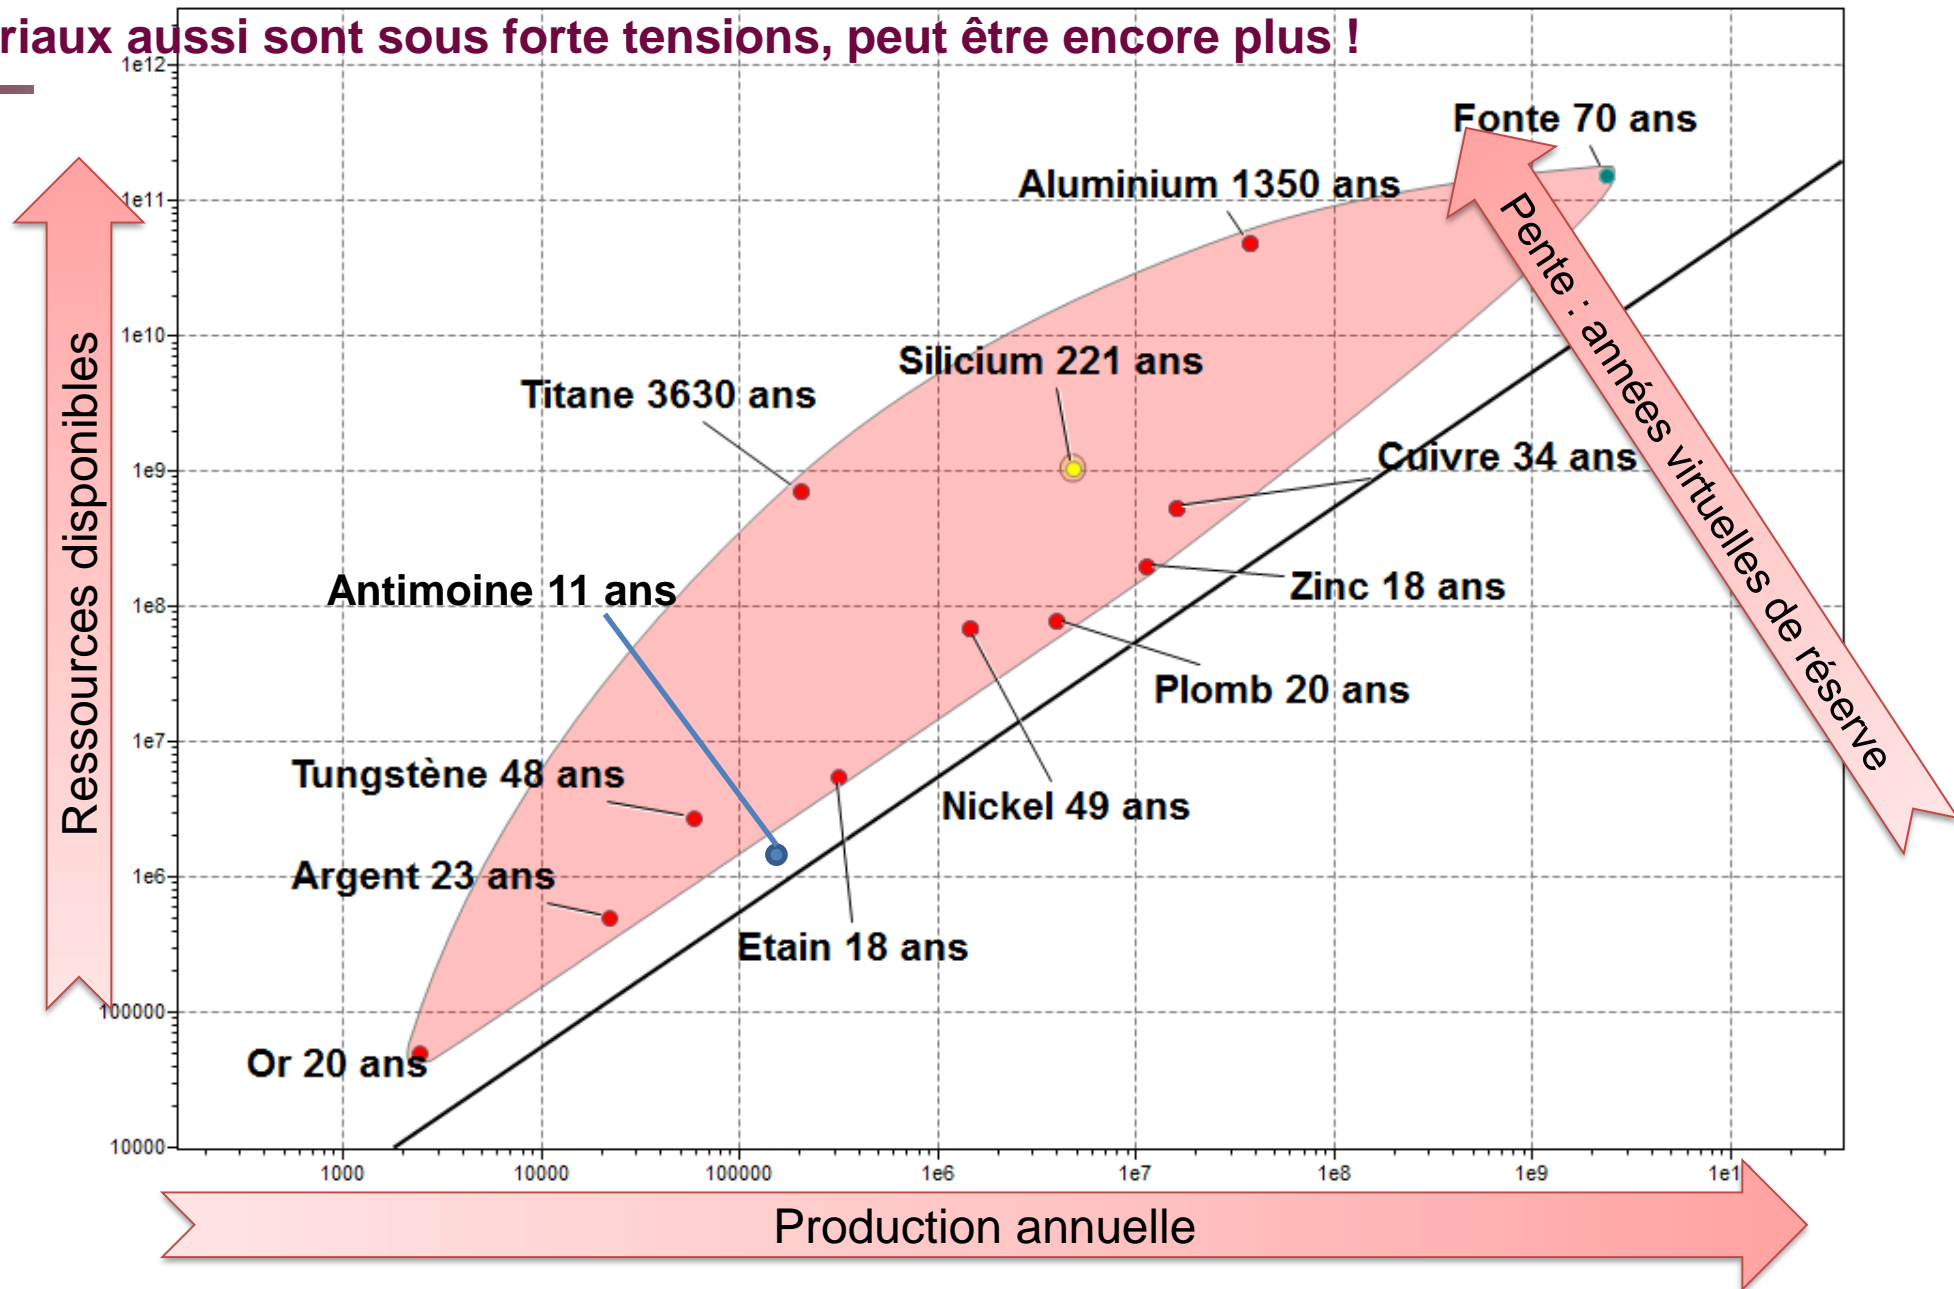 riaux aussi sont sous forte tensions, peut être encore plus !
1e12
1e11
1e10
1e9
1e8
1e7
1e6
100000
10000
Ressources disponibles
Fonte 70 ans
Aluminium 1350 ans
Silicium 221 ans
Titane 3630 ans
Cuivre 34 ans
Antimoine 11 ans
Zinc 18 ans
Plomb 20 ans
Tungstène 48 ans
Nickel 49 ans
Argent 23 ans
Etain 18 ans
Or 20 ans
Pente : années virtuelles de réserve
1000
10000
100000
1e6
1e7
1e8
1e9
1e1
Production annuelle